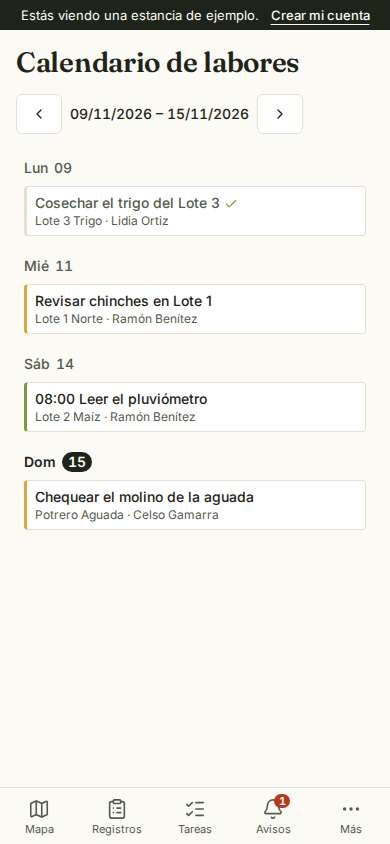 Estás viendo una estancia de ejemplo. Crear mi cuenta
Calendario de labores
09/11/2026 – 15/11/2026
Lun 09
Cosechar el trigo del Lote 3
Lote 3 Trigo · Lidia Ortiz
Mié 11
Revisar chinches en Lote 1
Lote 1 Norte · Ramón Benítez
Sáb 14
08:00 Leer el pluviómetro
Lote 2 Maíz · Ramón Benítez
Dom 15
Chequear el molino de la aguada
Potrero Aguada · Celso Gamarra
1
Mapa Registros Tareas Avisos Más